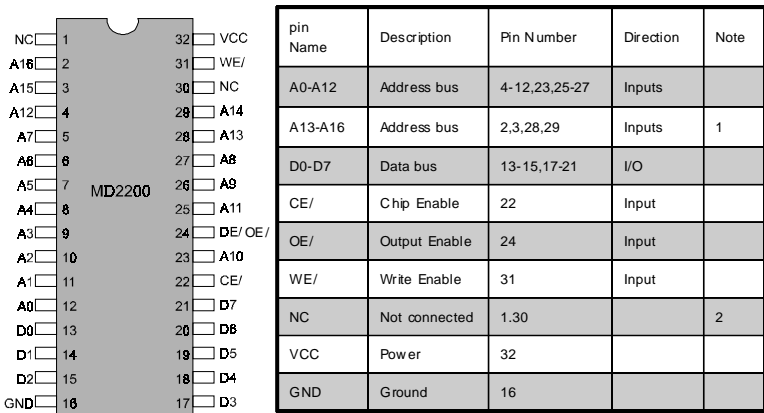 NC 1 32 VCC
A16 2 31 WE/
A15 3 30 NC
A12 4 29 A14
A7 5 28 A13
A6 6 27 A8
A5 7 26 A9
MD2200
A4 8 25 A11
A3 9 24 DE/ OE/
A2 10 23 A10
A1 11 22 CE/
A0 12 21 D7
D0 13 20 D6
D1 14 19 D5
D2 15 18 D4
GND 16 17 D3
pin Name Description Pin Number Direction Note
A0-A12 Address bus 4-12,23,25-27 Inputs
A13-A16 Address bus 2,3,28,29 Inputs 1
D0-D7 Data bus 13-15,17-21 I/O
CE/ Chip Enable 22 Input
OE/ Output Enable 24 Input
WE/ Write Enable 31 Input
NC Not connected 1.30 2
VCC Power 32
GND Ground 16